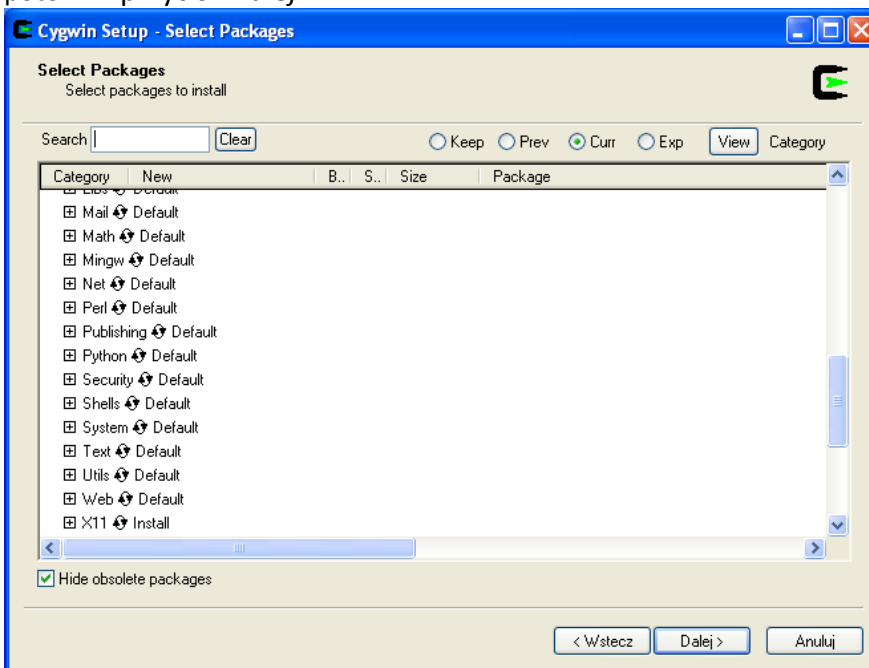 Cygwin Setup - Select Packages
Select Packages
Select packages to install
Search Clear Keep Prev Curr Exp View Category
Category New B.. S.. Size Package
Default
Mail Default
Math Default
Mingw Default
Net Default
Perl Default
Publishing Default
Python Default
Security Default
Shells Default
System Default
Text Default
Utils Default
Web Default
X11 Install
Hide obsolete packages
< Wstecz Dalej > Anuluj